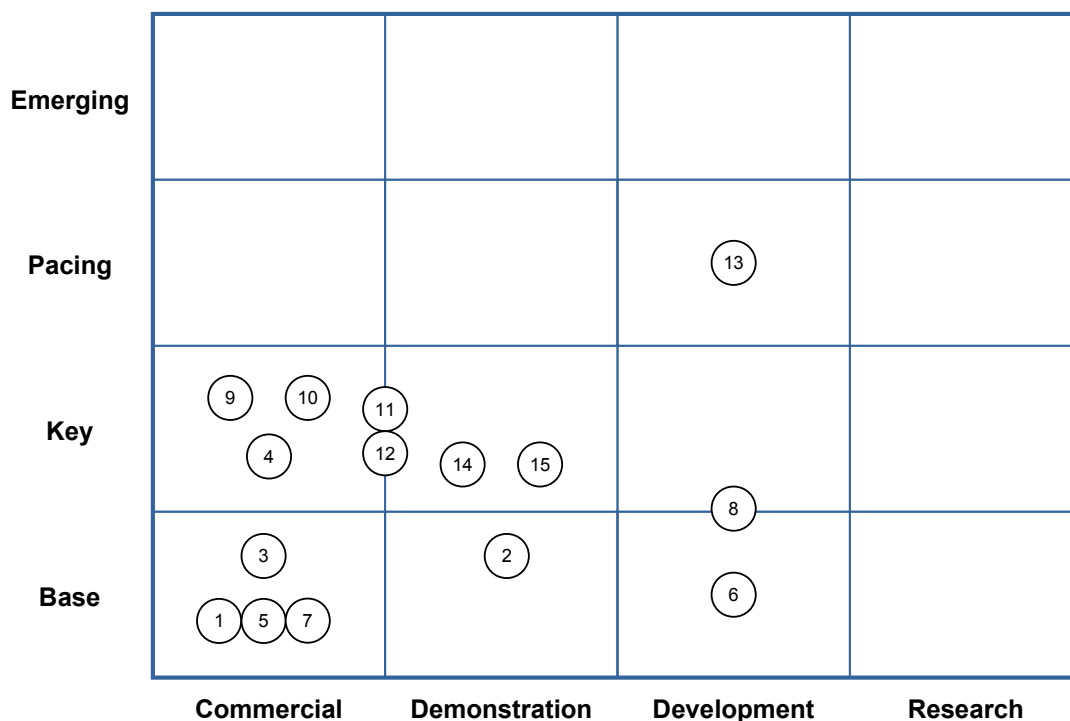 Emerging
Pacing
13
Key
9 10 11
4 12 14 15
8
Base
3 2
6
1 5 7
Commercial Demonstration Development Research